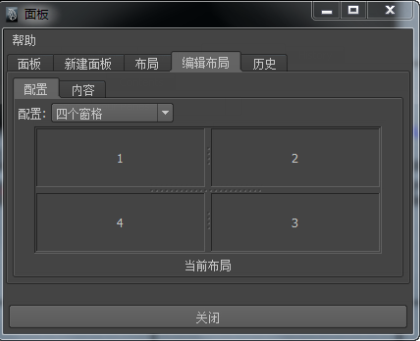 面板
帮助
面板 新建面板 布局 编辑布局 历史
配置 内容
配置: 四个窗格
1 2
4 3
当前布局
关闭